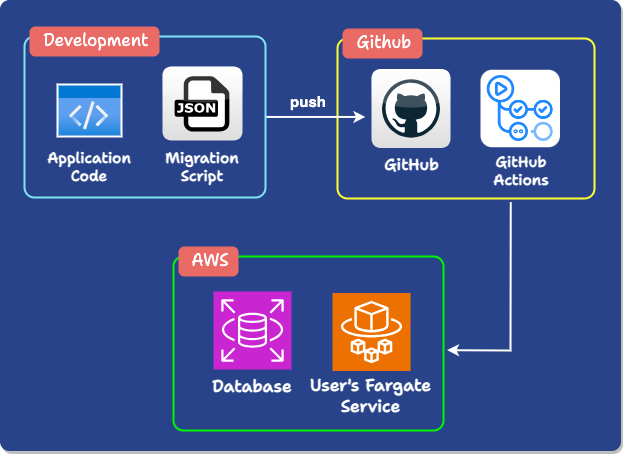 Development
Github
JSON
push
Application
Code
Migration
Script
GitHub
GitHub
Actions
AWS
Database
User's Fargate
Service